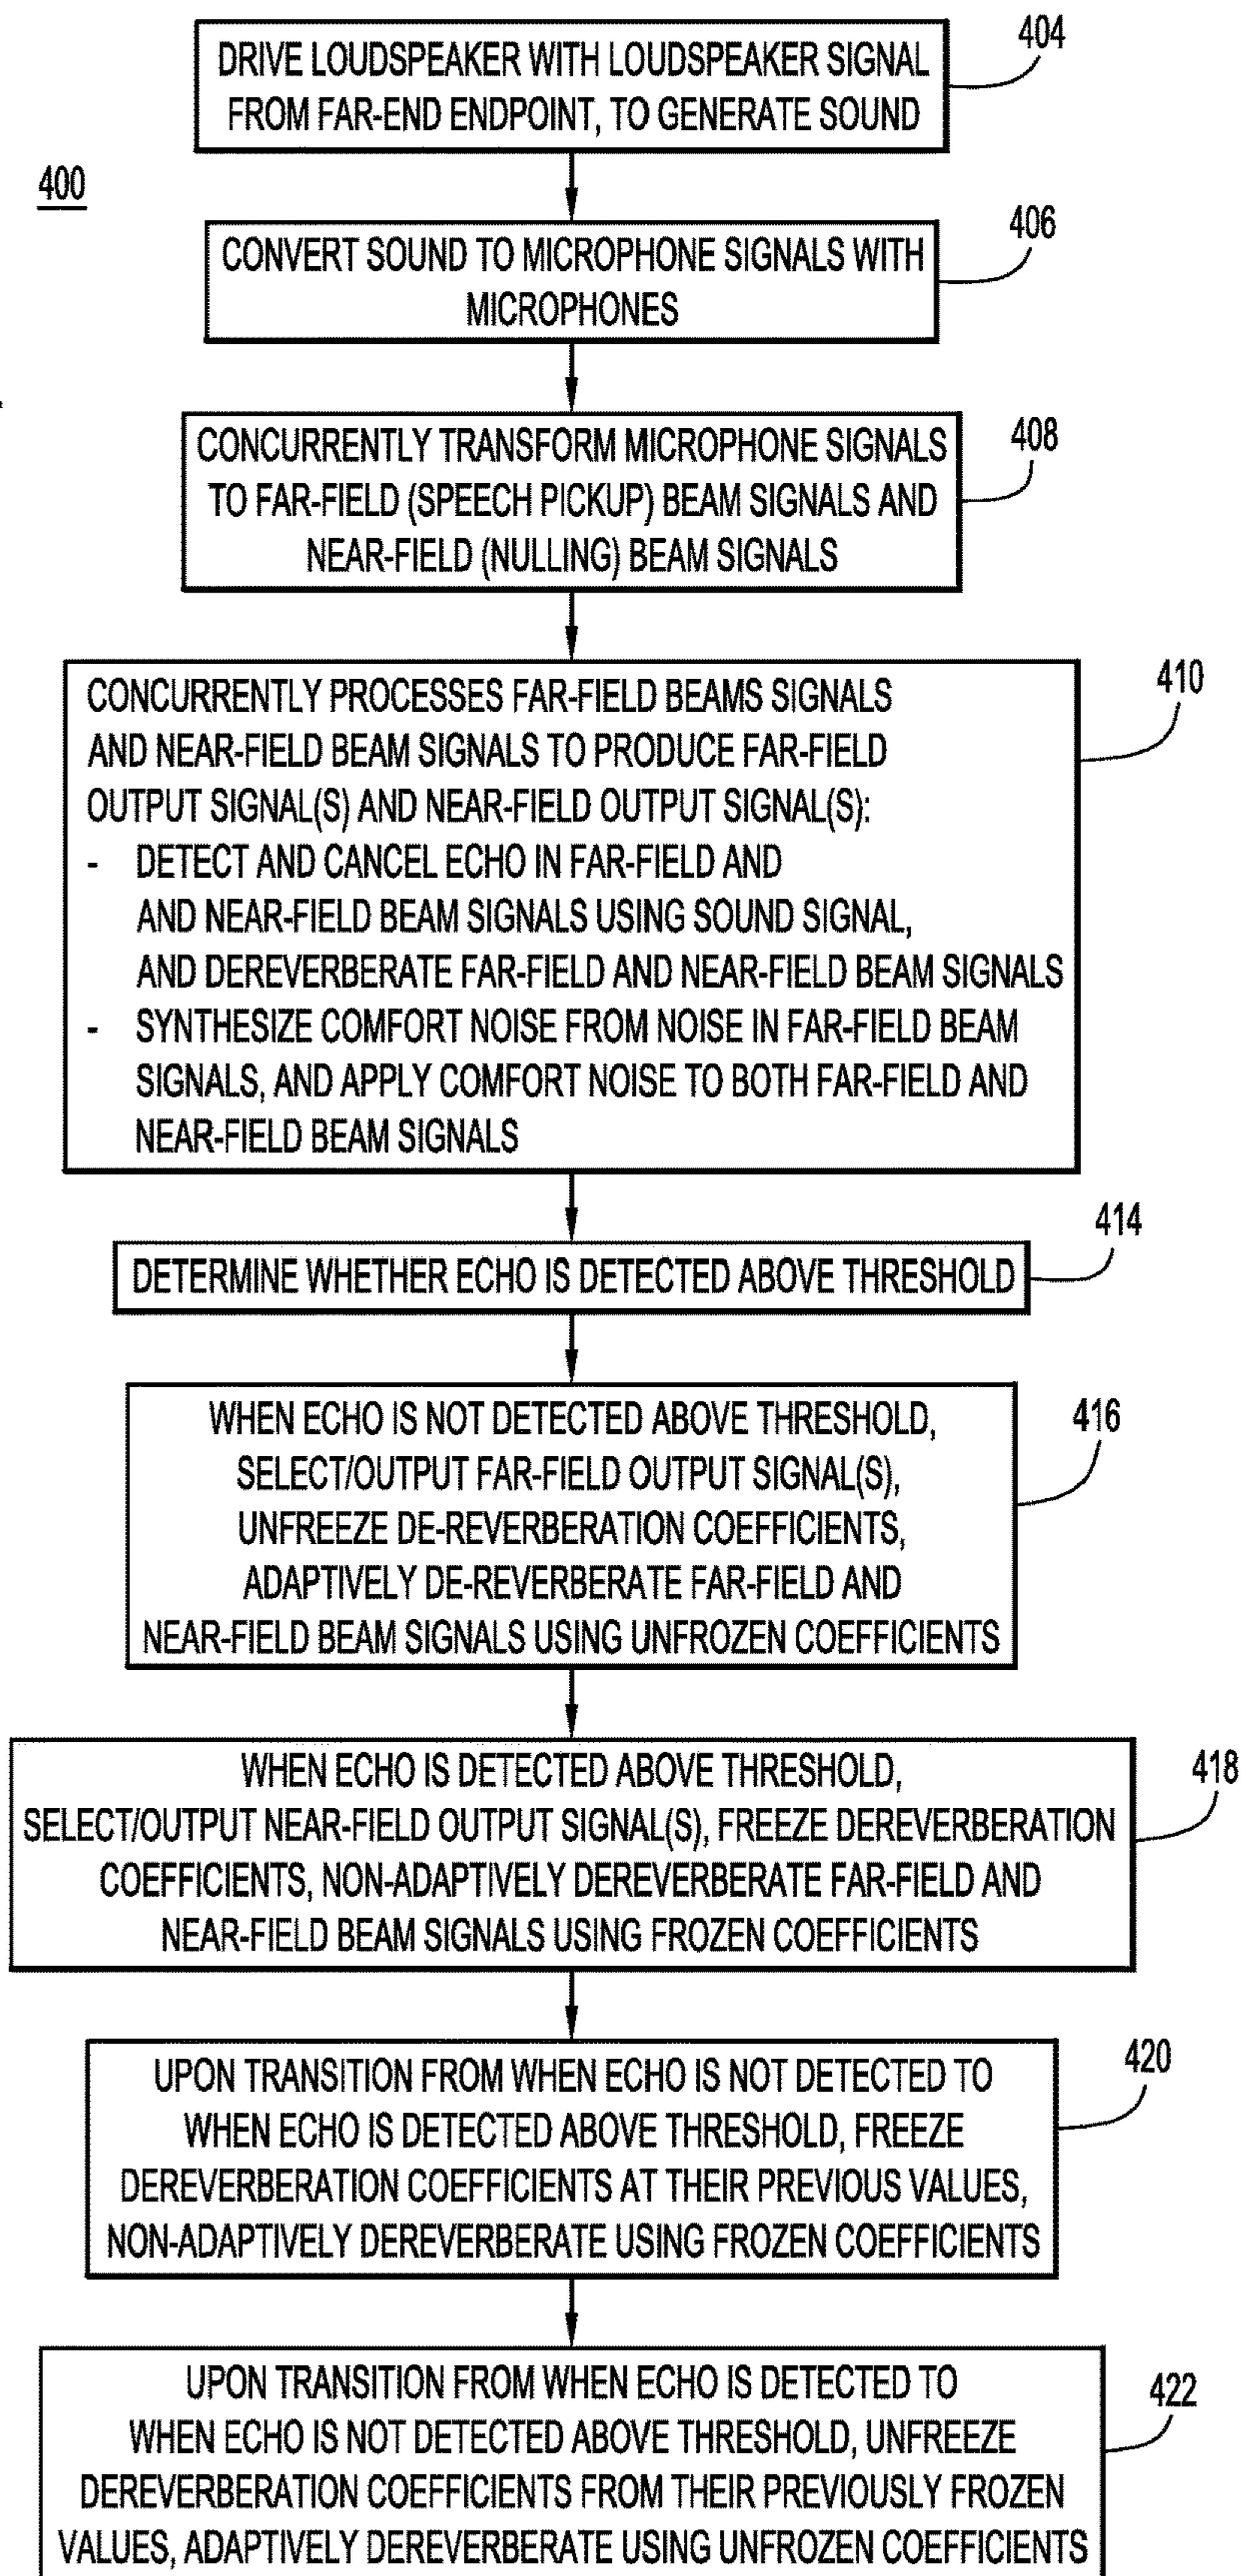 DRIVE LOUDSPEAKER WITH LOUDSPEAKER SIGNAL
FROM FAR-END ENDPOINT, TO GENERATE SOUND
404
400
CONVERT SOUND TO MICROPHONE SIGNALS WITH
MICROPHONES
406
CONCURRENTLY TRANSFORM MICROPHONE SIGNALS
TO FAR-FIELD (SPEECH PICKUP) BEAM SIGNALS AND
NEAR-FIELD (NULLING) BEAM SIGNALS
408
CONCURRENTLY PROCESSES FAR-FIELD BEAMS SIGNALS
AND NEAR-FIELD BEAM SIGNALS TO PRODUCE FAR-FIELD
OUTPUT SIGNAL(S) AND NEAR-FIELD OUTPUT SIGNAL(S):
- DETECT AND CANCEL ECHO IN FAR-FIELD AND
AND NEAR-FIELD BEAM SIGNALS USING SOUND SIGNAL,
AND DEREVERBERATE FAR-FIELD AND NEAR-FIELD BEAM SIGNALS
- SYNTHESIZE COMFORT NOISE FROM NOISE IN FAR-FIELD BEAM
SIGNALS, AND APPLY COMFORT NOISE TO BOTH FAR-FIELD AND
NEAR-FIELD BEAM SIGNALS
410
DETERMINE WHETHER ECHO IS DETECTED ABOVE THRESHOLD
414
WHEN ECHO IS NOT DETECTED ABOVE THRESHOLD,
SELECT/OUTPUT FAR-FIELD OUTPUT SIGNAL(S),
UNFREEZE DE-REVERBERATION COEFFICIENTS,
ADAPTIVELY DE-REVERBERATE FAR-FIELD AND
NEAR-FIELD BEAM SIGNALS USING UNFROZEN COEFFICIENTS
416
WHEN ECHO IS DETECTED ABOVE THRESHOLD,
SELECT/OUTPUT NEAR-FIELD OUTPUT SIGNAL(S), FREEZE DEREVERBERATION
COEFFICIENTS, NON-ADAPTIVELY DEREVERBERATE FAR-FIELD AND
NEAR-FIELD BEAM SIGNALS USING FROZEN COEFFICIENTS
418
UPON TRANSITION FROM WHEN ECHO IS NOT DETECTED TO
WHEN ECHO IS DETECTED ABOVE THRESHOLD, FREEZE
DEREVERBERATION COEFFICIENTS AT THEIR PREVIOUS VALUES,
NON-ADAPTIVELY DEREVERBERATE USING FROZEN COEFFICIENTS
420
UPON TRANSITION FROM WHEN ECHO IS DETECTED TO
WHEN ECHO IS NOT DETECTED ABOVE THRESHOLD, UNFREEZE
DEREVERBERATION COEFFICIENTS FROM THEIR PREVIOUSLY FROZEN
VALUES, ADAPTIVELY DEREVERBERATE USING UNFROZEN COEFFICIENTS
422